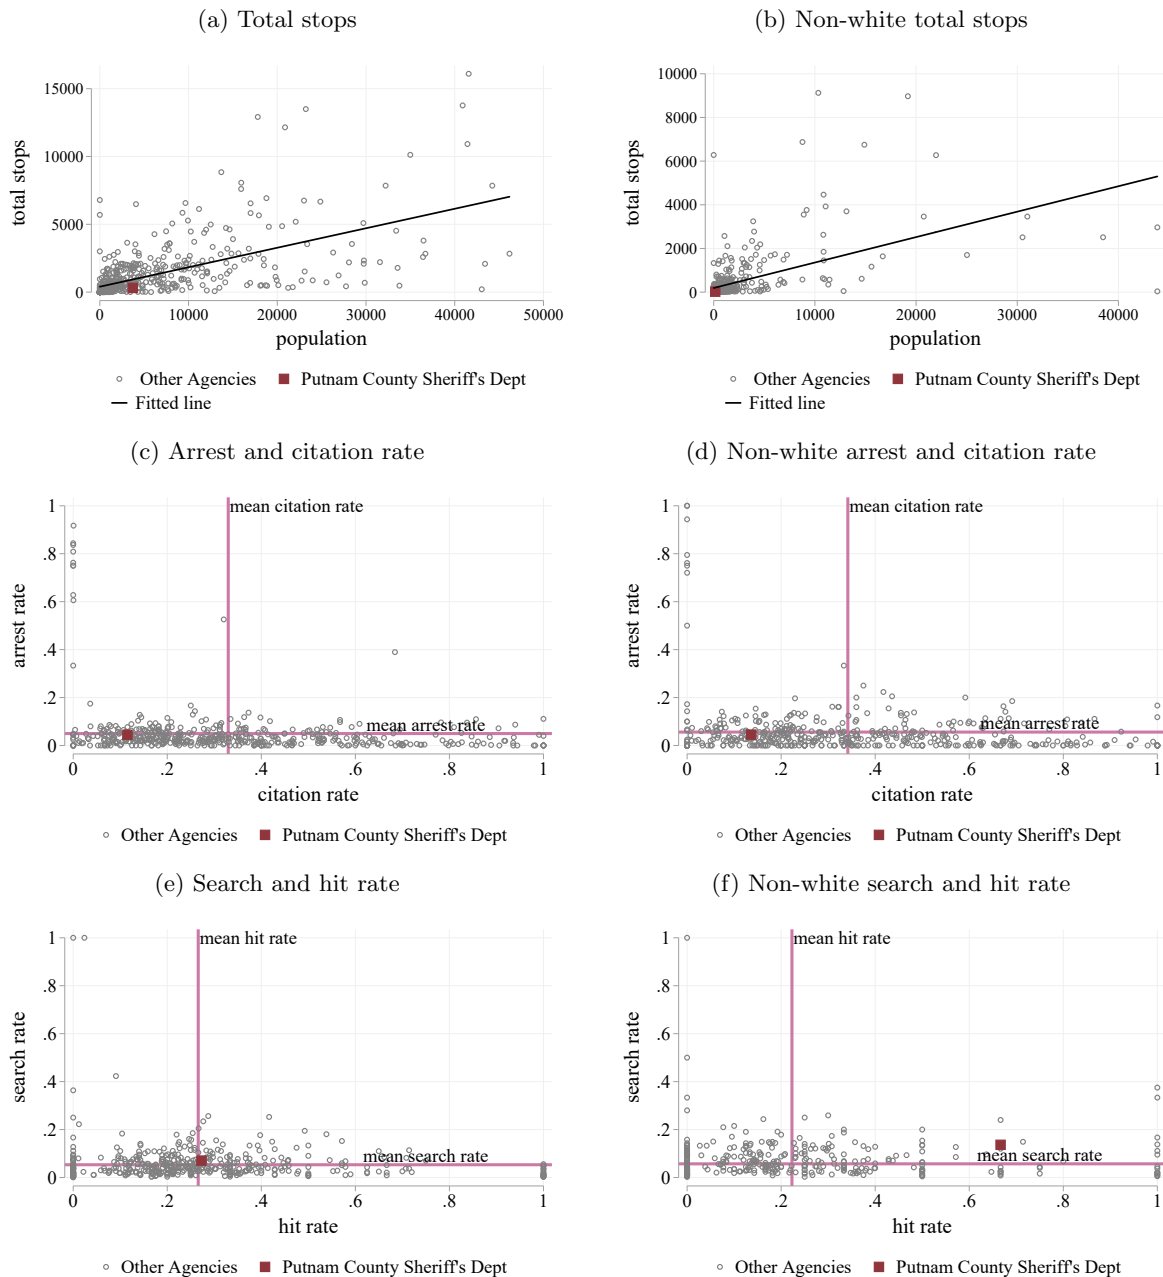 (a) Total stops
(b) Non-white total stops
15000
10000
5000
0
total stops
0 10000 20000 30000 40000 50000
population
Other Agencies Putnam County Sheriff's Dept
Fitted line
10000
8000
6000
4000
2000
0
total stops
0 10000 20000 30000 40000
population
Other Agencies Putnam County Sheriff's Dept
Fitted line
(c) Arrest and citation rate
(d) Non-white arrest and citation rate
mean citation rate
1
.8
.6
.4
.2
0
arrest rate
mean arrest rate
0 .2 .4 .6 .8 1
citation rate
Other Agencies Putnam County Sheriff's Dept
mean citation rate
1
.8
.6
.4
.2
0
arrest rate
mean arrest rate
0 .2 .4 .6 .8 1
citation rate
Other Agencies Putnam County Sheriff's Dept
(e) Search and hit rate
(f) Non-white search and hit rate
mean hit rate
1
.8
.6
.4
.2
0
search rate
mean search rate
0 .2 .4 .6 .8 1
hit rate
Other Agencies Putnam County Sheriff's Dept
mean hit rate
1
.8
.6
.4
.2
0
search rate
mean search rate
0 .2 .4 .6 .8 1
hit rate
Other Agencies Putnam County Sheriff's Dept